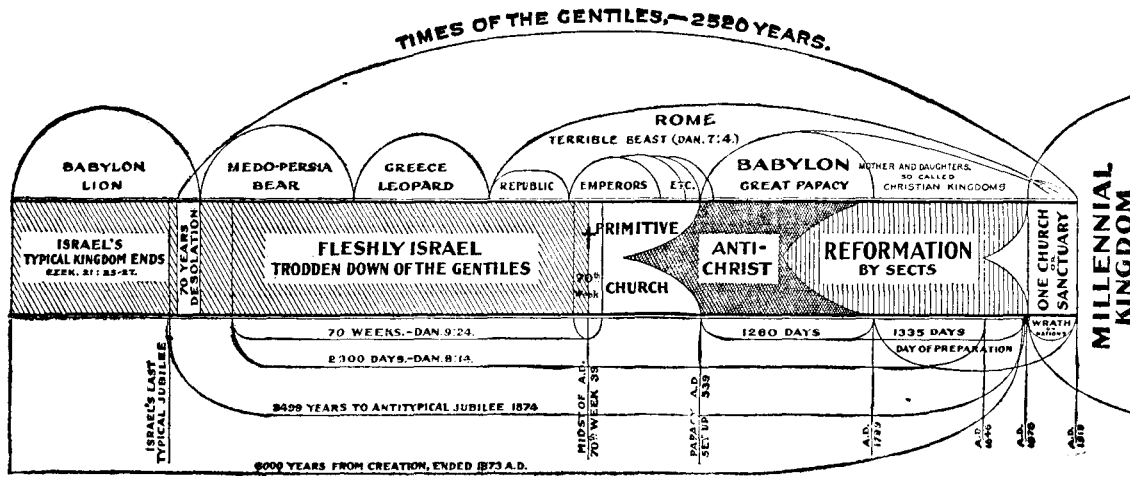 TIMES OF THE GENTILES,—2520 YEARS.
ROME
TERRIBLE BEAST (DAN. 7:4.)
BABYLON
LION
MEDO-PERSIA
BEAR
GREECE
LEOPARD
REPUBLIC
EMPERORS
ETC.
BABYLON
GREAT PAPACY
MOTHER AND DAUGHTERS,
SO CALLED
CHRISTIAN KINGDOMS
ISRAEL'S
TYPICAL KINGDOM ENDS
EZEK. 21:25-27.
70 YEARS
DESOLATION
FLESHLY ISRAEL
TRODDEN DOWN OF THE GENTILES
70th
Week
PRIMITIVE
CHURCH
ANTI-
CHRIST
REFORMATION
BY SECTS
ONE CHURCH
OR
SANCTUARY
MILLENNIAL
KINGDOM
70 WEEKS.-DAN. 9:24.
1260 DAYS
1335 DAYS
WRATH
ON
NATIONS
DAY OF PREPARATION
2300 DAYS.-DAN. 8:14.
ISRAEL'S LAST
TYPICAL JUBILEE
3499 YEARS TO ANTITYPICAL JUBILEE 1874
MIDST OF A.D.
70th WEEK 33
PAPACY A.D.
SET UP 539
A.D.
1799
A.D.
1846
A.D.
1878
A.D.
6000 YEARS FROM CREATION, ENDED 1873 A.D.